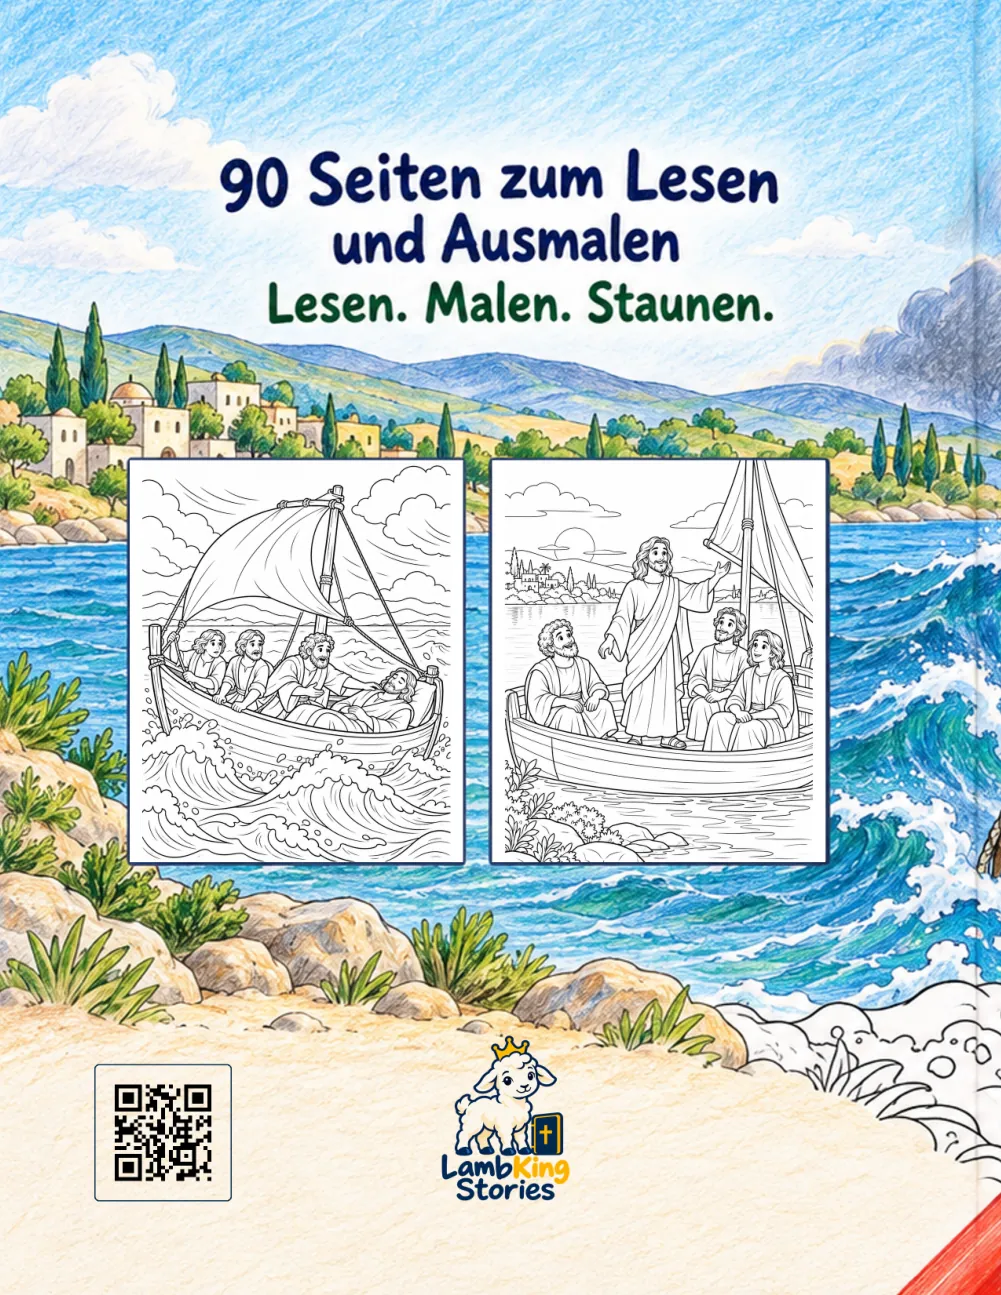 90 Seiten zum Lesen
und Ausmalen
Lesen. Malen. Staunen.
LambKing
Stories